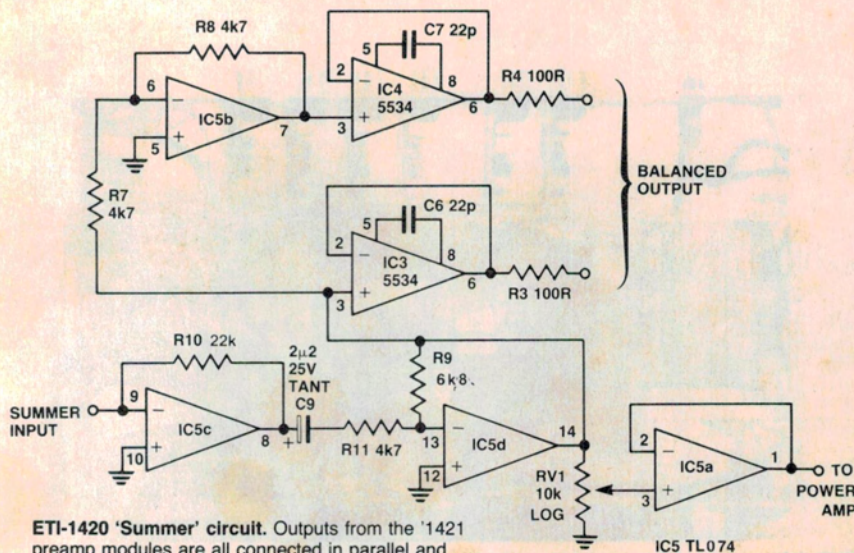 R8 4k7
6
5
7
IC5b
R7
4k7
C7 22p
5
8
2
3
6
IC4
5534
R4 100R
BALANCED
OUTPUT
C6 22p
5
8
2
3
6
IC3
5534
R3 100R
R10 22k
2µ2
25V
TANT
C9
R9
6k8
SUMMER
INPUT
9
10
8
IC5c
+
R11 4k7
13
12
14
IC5d
RV1
10k
LOG
2
3
1
IC5a
TO
POWER
AMP
IC5 TL074
ETI-1420 'Summer' circuit. Outputs from the '1421
preamp modules are all connected in parallel and